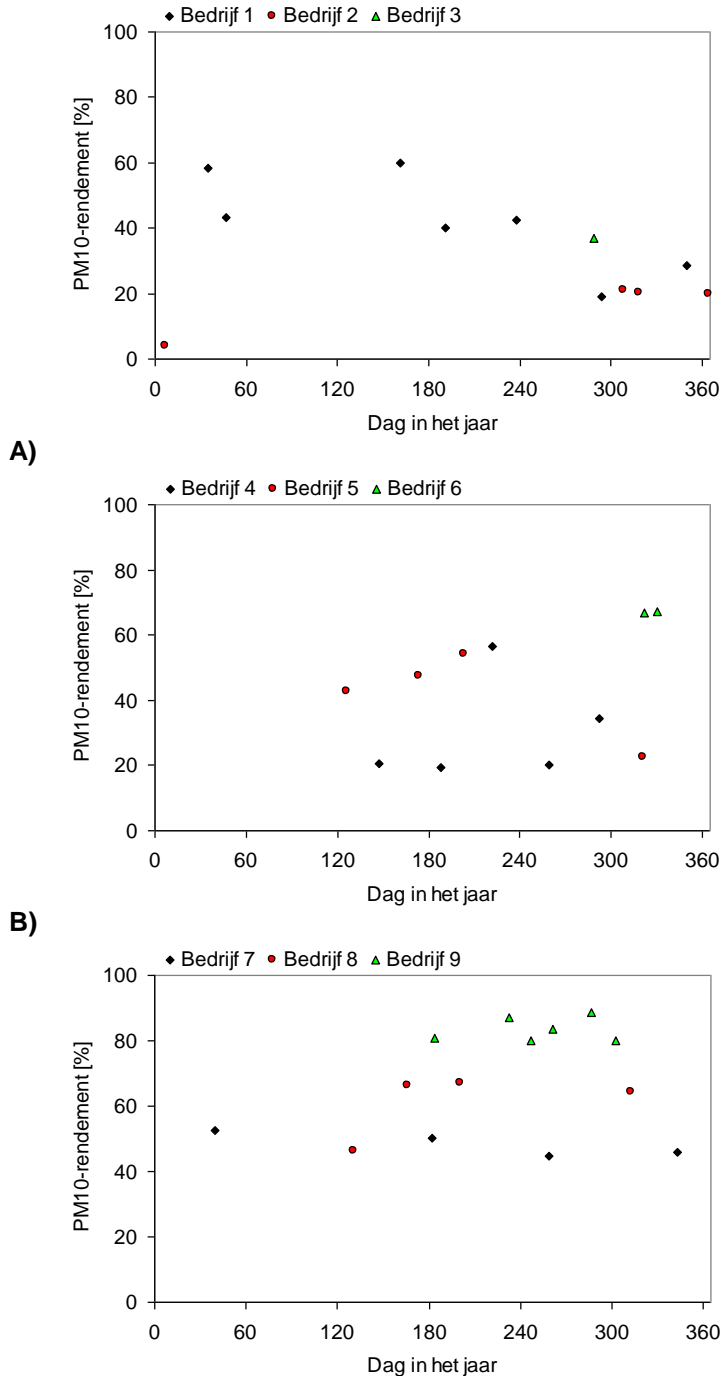 Bedrijf 1 Bedrijf 2 Bedrijf 3
100
80
60
40
20
0
PM10-rendement [%]
0 60 120 180 240 300 360
Dag in het jaar
A)
Bedrijf 4 Bedrijf 5 Bedrijf 6
100
80
60
40
20
0
PM10-rendement [%]
0 60 120 180 240 300 360
Dag in het jaar
B)
Bedrijf 7 Bedrijf 8 Bedrijf 9
100
80
60
40
20
0
PM10-rendement [%]
0 60 120 180 240 300 360
Dag in het jaar